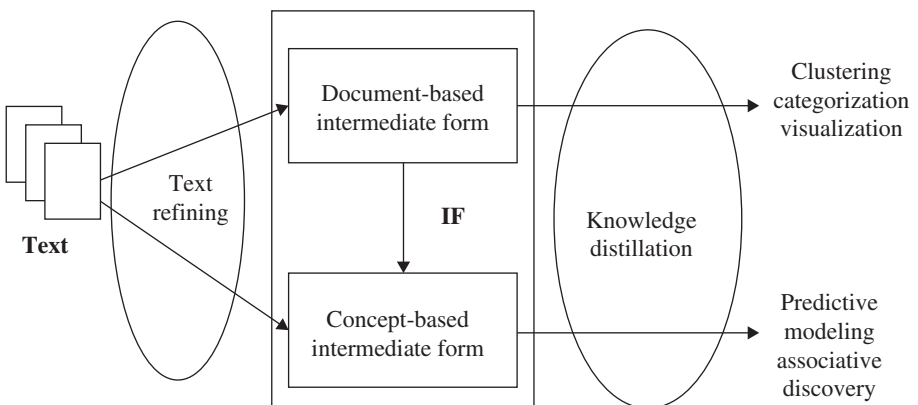 Text
Text
refining
Document-based
intermediate form
IF
Concept-based
intermediate form
Knowledge
distillation
Clustering
categorization
visualization
Predictive
modeling
associative
discovery